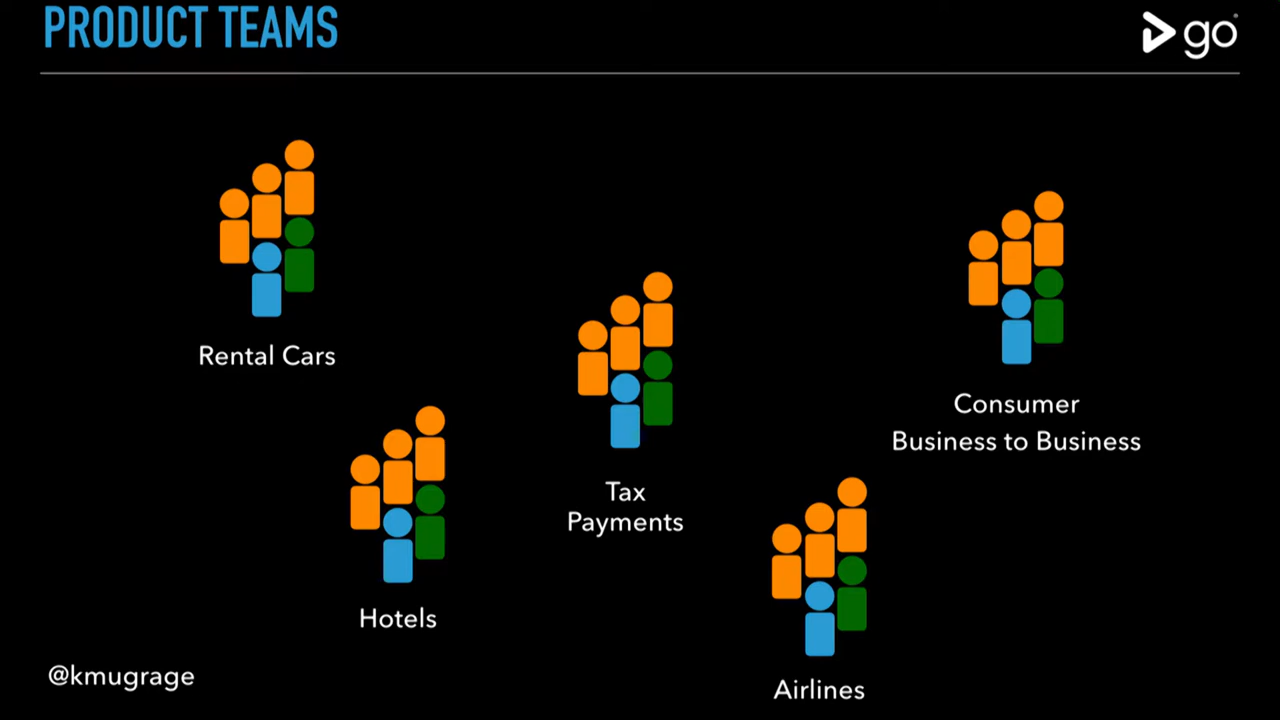 PRODUCT TEAMS
go
Rental Cars
Consumer
Business to Business
Tax
Payments
Hotels
Airlines
@kmugrage